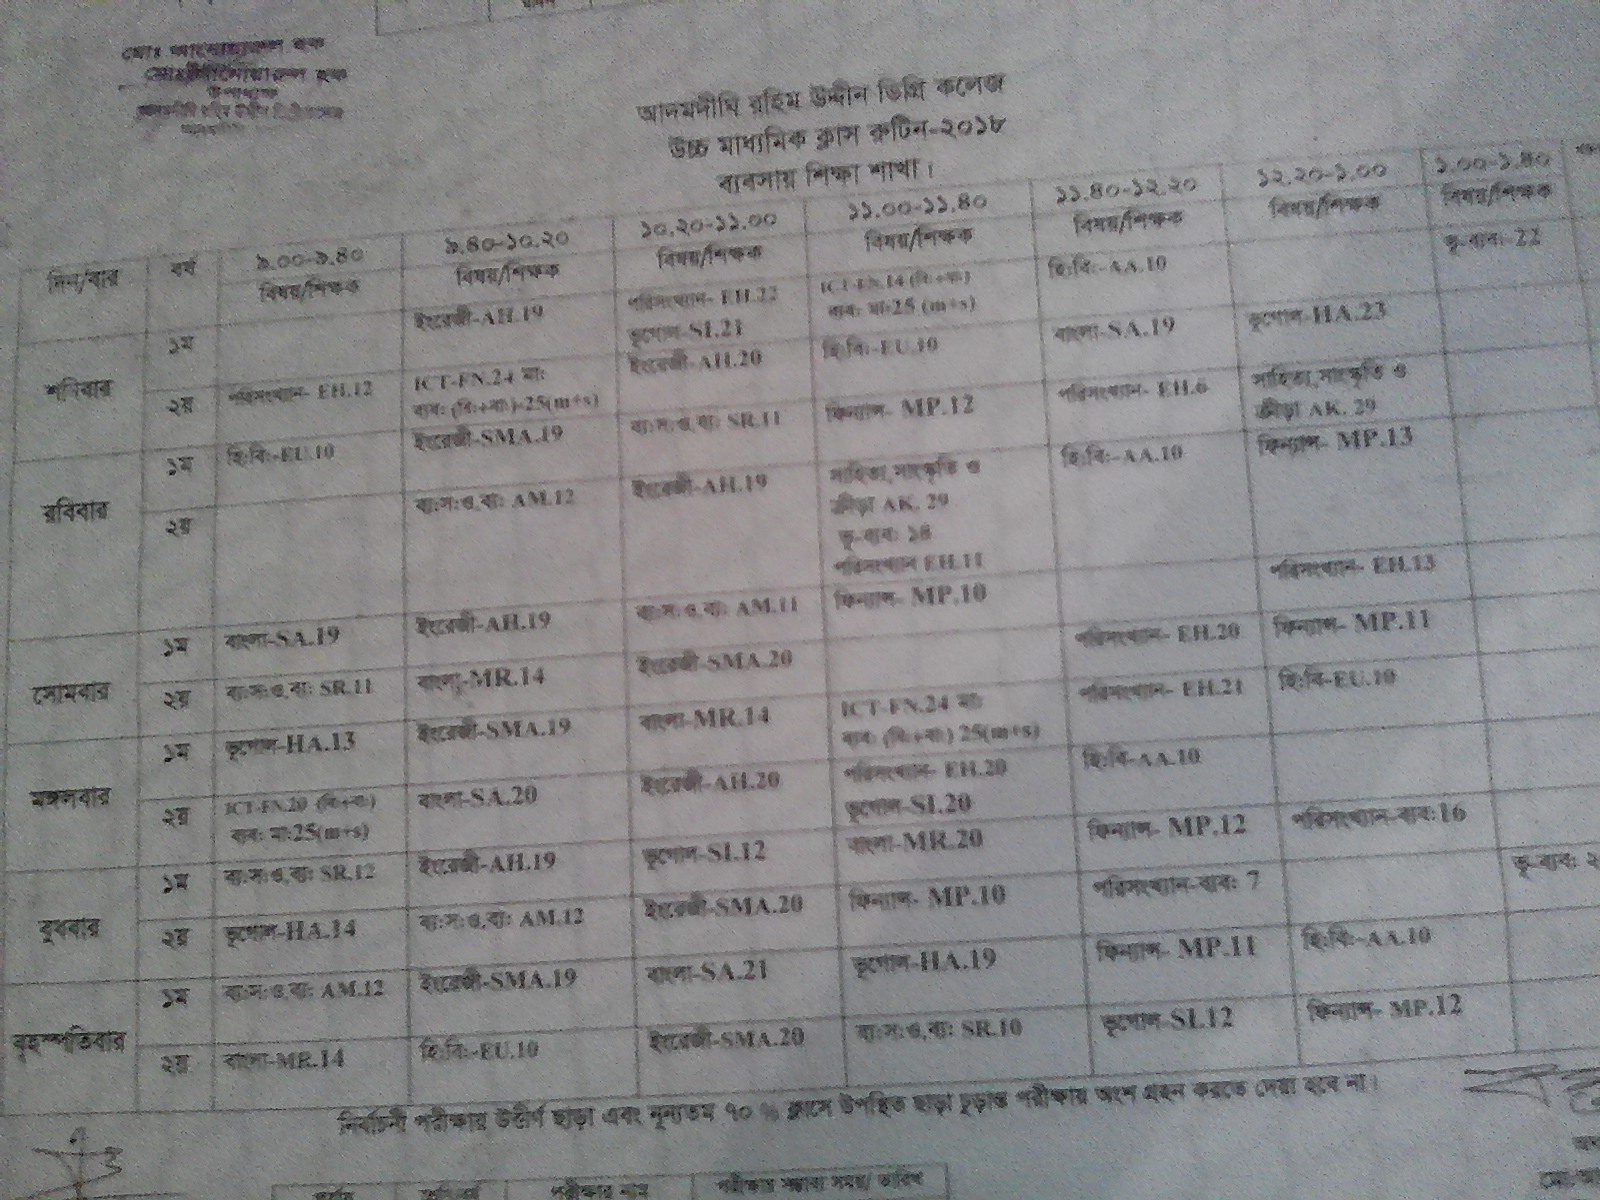 মোঃ আনোয়ারুল হক
উপাধ্যক্ষ
আদমদীঘি রহিম উদ্দীন ডিগ্রি কলেজ
উচ্চ মাধ্যমিক ক্লাস রুটিন-২০১৮
ব্যবসায় শিক্ষা শাখা।
দিন/বার বর্ষ ৯.০০-৯.৪০ ৯.৪০-১০.২০ ১০.২০-১১.০০ ১১.০০-১১.৪০ ১১.৪০-১২.২০ ১২.২০-১.০০ ১.০০-১.৪০
বিষয়/শিক্ষক বিষয়/শিক্ষক বিষয়/শিক্ষক বিষয়/শিক্ষক বিষয়/শিক্ষক বিষয়/শিক্ষক বিষয়/শিক্ষক
শনিবার ১ম ইংরেজী-AH.19 পরিসংখ্যান- EH.22 ICT-FN.14 (বি:+ব্য:) হি:বি:-AA.10 ভূ-ব্যব: 22
ভূগোল-SI.21 ব্যব: মা:25 (m+s)
২য় পরিসংখ্যান- EH.12 ICT-FN.24 মা: ইংরেজী-AH.20 হি:বি:-EU.10 বাংলা-SA.19 ভূগোল-HA.23
ব্যব: (বি:+ব্য:)-25(m+s)
রবিবার ১ম হি:বি:-EU.10 ইংরেজী-SMA.19 ব্য:স:ও.ব্য: SR.11 ফিন্যান্স- MP.12 পরিসংখ্যান- EH.6 সাহিত্য,সাংস্কৃতি ও
ক্রীড়া AK. 29
২য় ব্য:স:ও.ব্য: AM.12 ইংরেজী-AH.19 সাহিত্য,সাংস্কৃতি ও হি:বি:-AA.10 ফিন্যান্স- MP.13
ক্রীড়া AK. 29
ভূ-ব্যব: ১৪
পরিসংখ্যান EH.11
সোমবার ১ম বাংলা-SA.19 ইংরেজী-AH.19 ব্য:স:ও.ব্য: AM.11 ফিন্যান্স- MP.10 পরিসংখ্যান- EH.13
২য় ব্য:স:ও.ব্য: SR.11 বাংলা-MR.14 ইংরেজী-SMA.20 পরিসংখ্যান- EH.20 ফিন্যান্স- MP.11
মঙ্গলবার ১ম ভূগোল-HA.13 ইংরেজী-SMA.19 বাংলা-MR.14 ICT-FN.24 মা: পরিসংখ্যান- EH.21 হি:বি-EU.10
ব্যব: (বি:+ব্য:) 25(m+s)
২য় ICT-FN.20 (বি:+ব্য:) বাংলা-SA.20 ইংরেজী-AH.20 পরিসংখ্যান- EH.20 হি:বি-AA.10
ব্যব: মা:25(m+s) ভূগোল-SI.20
বুধবার ১ম ব্য:স:ও.ব্য: SR.12 ইংরেজী-AH.19 ভূগোল-SI.12 বাংলা-MR.20 ফিন্যান্স- MP.12 পরিসংখ্যান-ব্যব:16
২য় ভূগোল-HA.14 ব্য:স:ও.ব্য: AM.12 ইংরেজী-SMA.20 ফিন্যান্স- MP.10 পরিসংখ্যান-ব্যব: 7 ভূ-ব্যব:
বৃহস্পতিবার ১ম ব্য:স:ও.ব্য: AM.12 ইংরেজী-SMA.19 বাংলা-SA.21 ভূগোল-HA.19 ফিন্যান্স- MP.11 হি:বি:-AA.10
২য় বাংলা-MR.14 হি:বি:-EU.10 ইংরেজী-SMA.20 ব্য:স:ও.ব্য: SR.10 ভূগোল-SI.12 ফিন্যান্স- MP.12
নির্বাচনী পরীক্ষায় উত্তীর্ণ ছাড়া এবং নূন্যতম ৭০ % ক্লাসে উপস্থিত ছাড়া চুড়ান্ত পরীক্ষায় অংশ গ্রহন করতে দেয়া হবে না।
পরীক্ষার নাম পরীক্ষার সম্ভাব্য সময়/ তারিখ